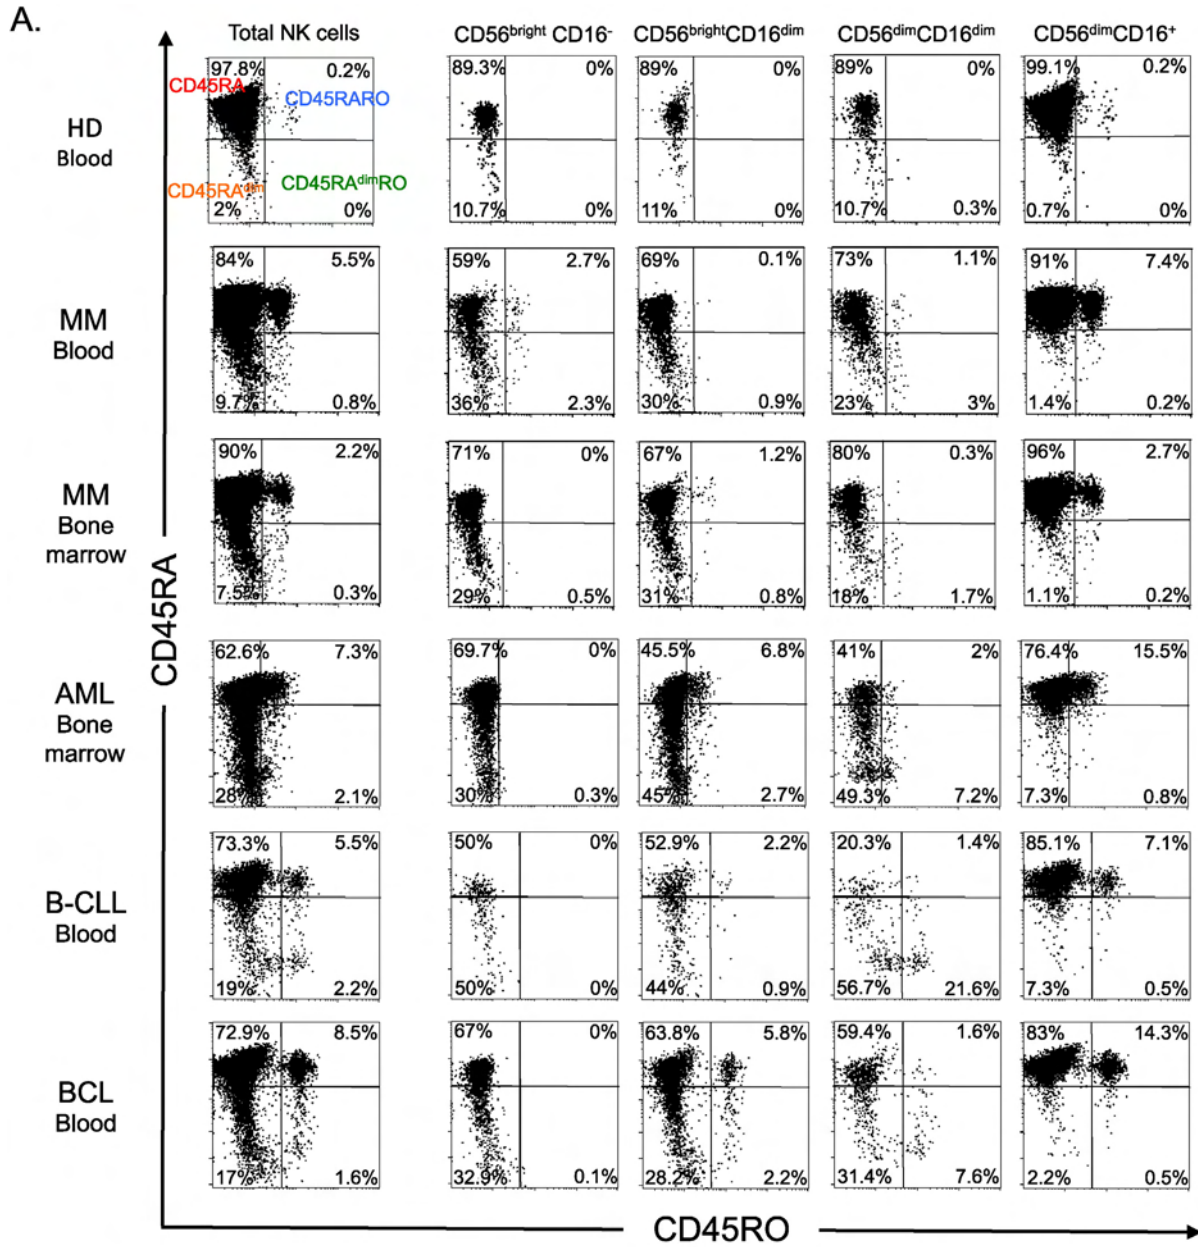 A.
Total NK cells
CD56bright CD16-
CD56brightCD16dim
CD56dimCD16dim
CD56dimCD16+
HD
Blood
97.8% 0.2%
CD45RA
CD45RARO
CD45RAdim
CD45RAdimRO
2% 0%
89.3% 0%
10.7% 0%
89% 0%
11% 0%
89% 0%
10.7% 0.3%
99.1% 0.2%
0.7% 0%
MM
Blood
84% 5.5%
9.7% 0.8%
59% 2.7%
36% 2.3%
69% 0.1%
30% 0.9%
73% 1.1%
23% 3%
91% 7.4%
1.4% 0.2%
MM
Bone
marrow
90% 2.2%
7.5% 0.3%
71% 0%
29% 0.5%
67% 1.2%
31% 0.8%
80% 0.3%
18% 1.7%
96% 2.7%
1.1% 0.2%
AML
Bone
marrow
62.6% 7.3%
28% 2.1%
69.7% 0%
30% 0.3%
45.5% 6.8%
45% 2.7%
41% 2%
49.3% 7.2%
76.4% 15.5%
7.3% 0.8%
B-CLL
Blood
73.3% 5.5%
19% 2.2%
50% 0%
50% 0%
52.9% 2.2%
44% 0.9%
20.3% 1.4%
56.7% 21.6%
85.1% 7.1%
7.3% 0.5%
BCL
Blood
72.9% 8.5%
17% 1.6%
67% 0%
32.9% 0.1%
63.8% 5.8%
28.2% 2.2%
59.4% 1.6%
31.4% 7.6%
83% 14.3%
2.2% 0.5%
CD45RA
CD45RO